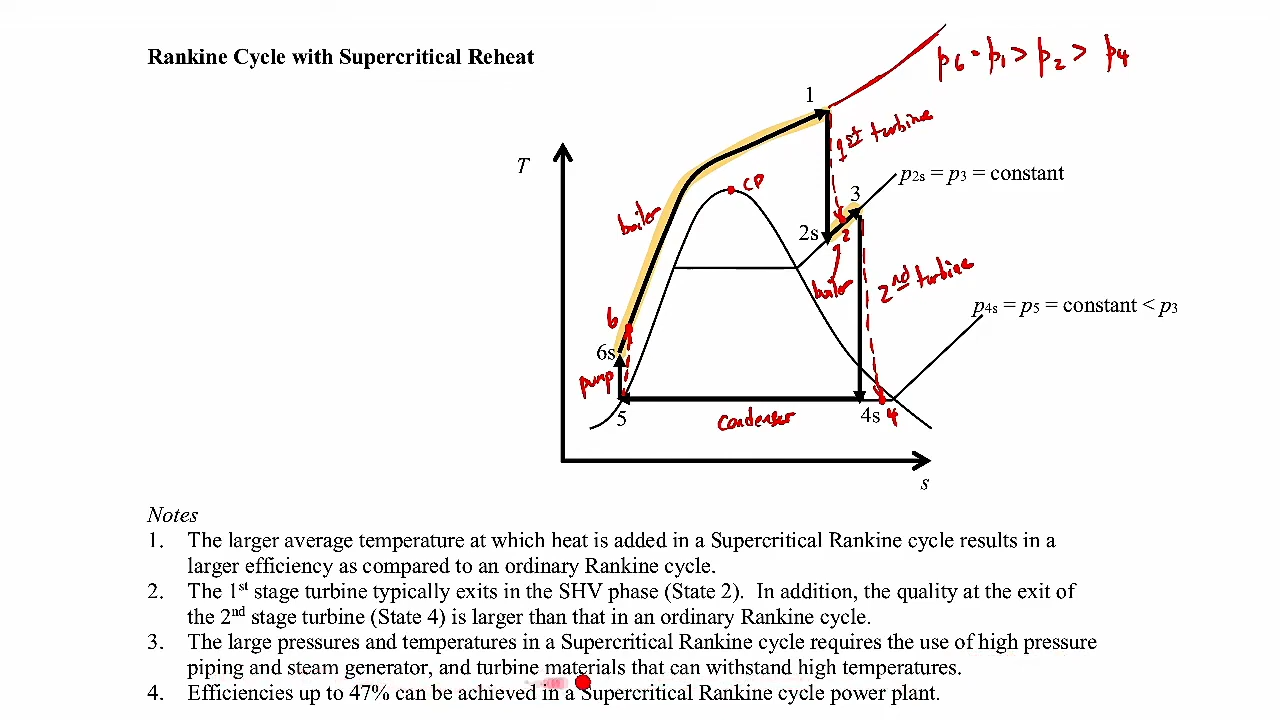 Rankine Cycle with Supercritical Reheat
p6 = p1 > p2 > p4
1
1st turbine
T
CP
p2s = p3 = constant
3
boiler
2s
2
2nd turbine
boiler
p4s = p5 = constant < p3
6
6s
pump
5
condenser
4s
4
s
Notes
1. The larger average temperature at which heat is added in a Supercritical Rankine cycle results in a
larger efficiency as compared to an ordinary Rankine cycle.
2. The 1st stage turbine typically exits in the SHV phase (State 2). In addition, the quality at the exit of
the 2nd stage turbine (State 4) is larger than that in an ordinary Rankine cycle.
3. The large pressures and temperatures in a Supercritical Rankine cycle requires the use of high pressure
piping and steam generator, and turbine materials that can withstand high temperatures.
4. Efficiencies up to 47% can be achieved in a Supercritical Rankine cycle power plant.